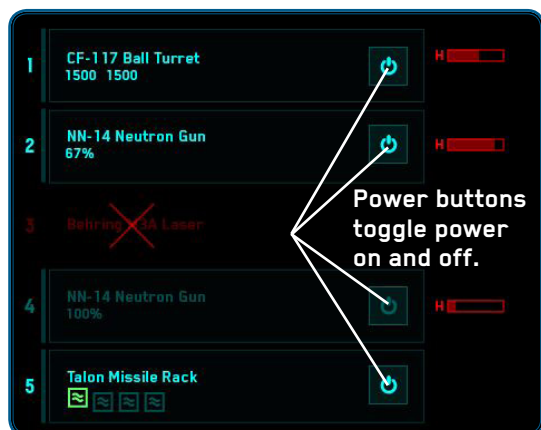 1
CF-117 Ball Turret
1500 1500
H
2
NN-14 Neutron Gun
67%
H
3
Behring 3A Laser
Power buttons
toggle power
on and off.
4
NN-14 Neutron Gun
100%
H
5
Talon Missile Rack